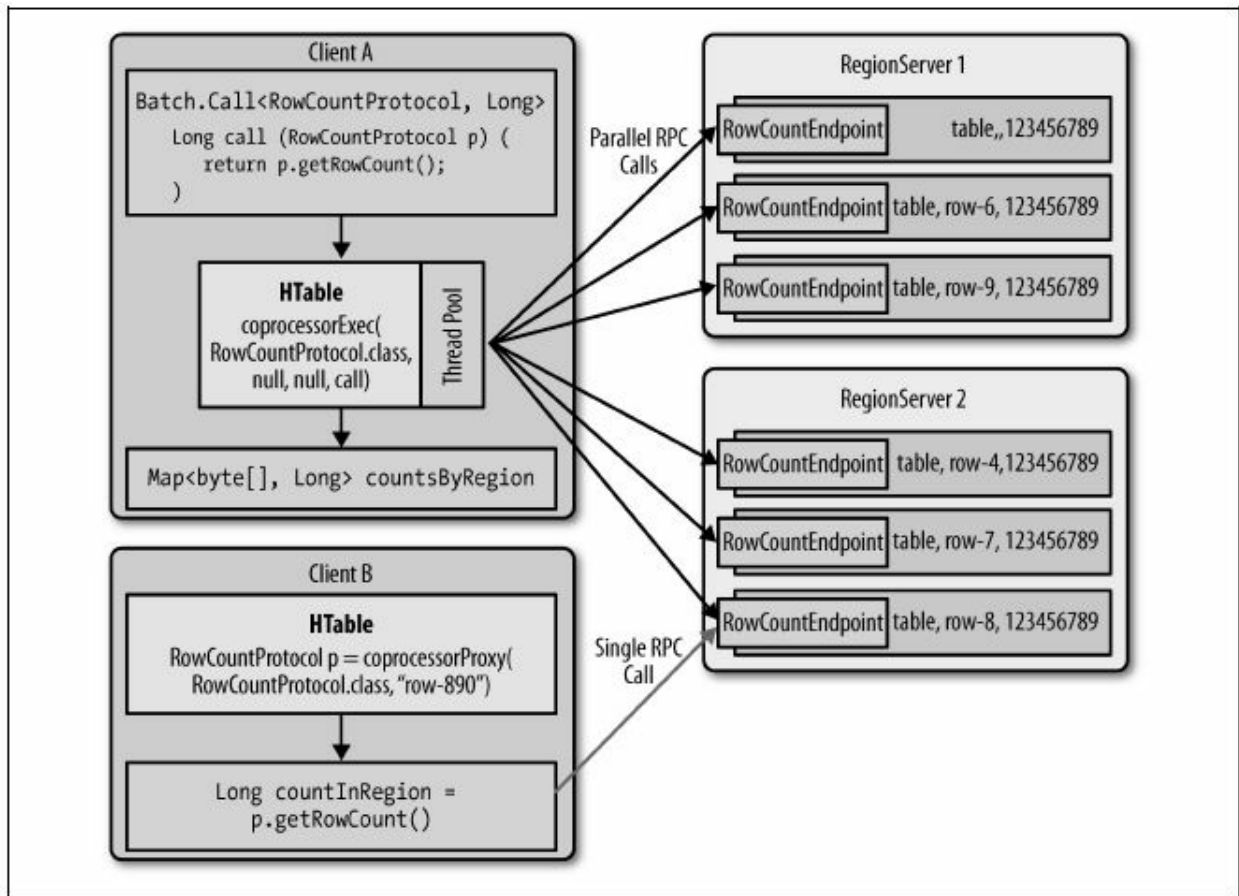 Client A
Batch.Call<RowCountProtocol, Long>
Long call (RowCountProtocol p) (
return p.getRowCount();
)
HTable
coprocessorExec(
RowCountProtocol.class,
null, null, call)
Thread Pool
Map<byte[], Long> countsByRegion
Parallel RPC
Calls
RegionServer 1
RowCountEndpoint table,,123456789
RowCountEndpoint table, row-6, 123456789
RowCountEndpoint table, row-9, 123456789
RegionServer 2
RowCountEndpoint table, row-4,123456789
RowCountEndpoint table, row-7, 123456789
RowCountEndpoint table, row-8, 123456789
Client B
HTable
RowCountProtocol p = coprocessorProxy(
RowCountProtocol.class, “row-890”)
Long countInRegion =
p.getRowCount()
Single RPC
Call